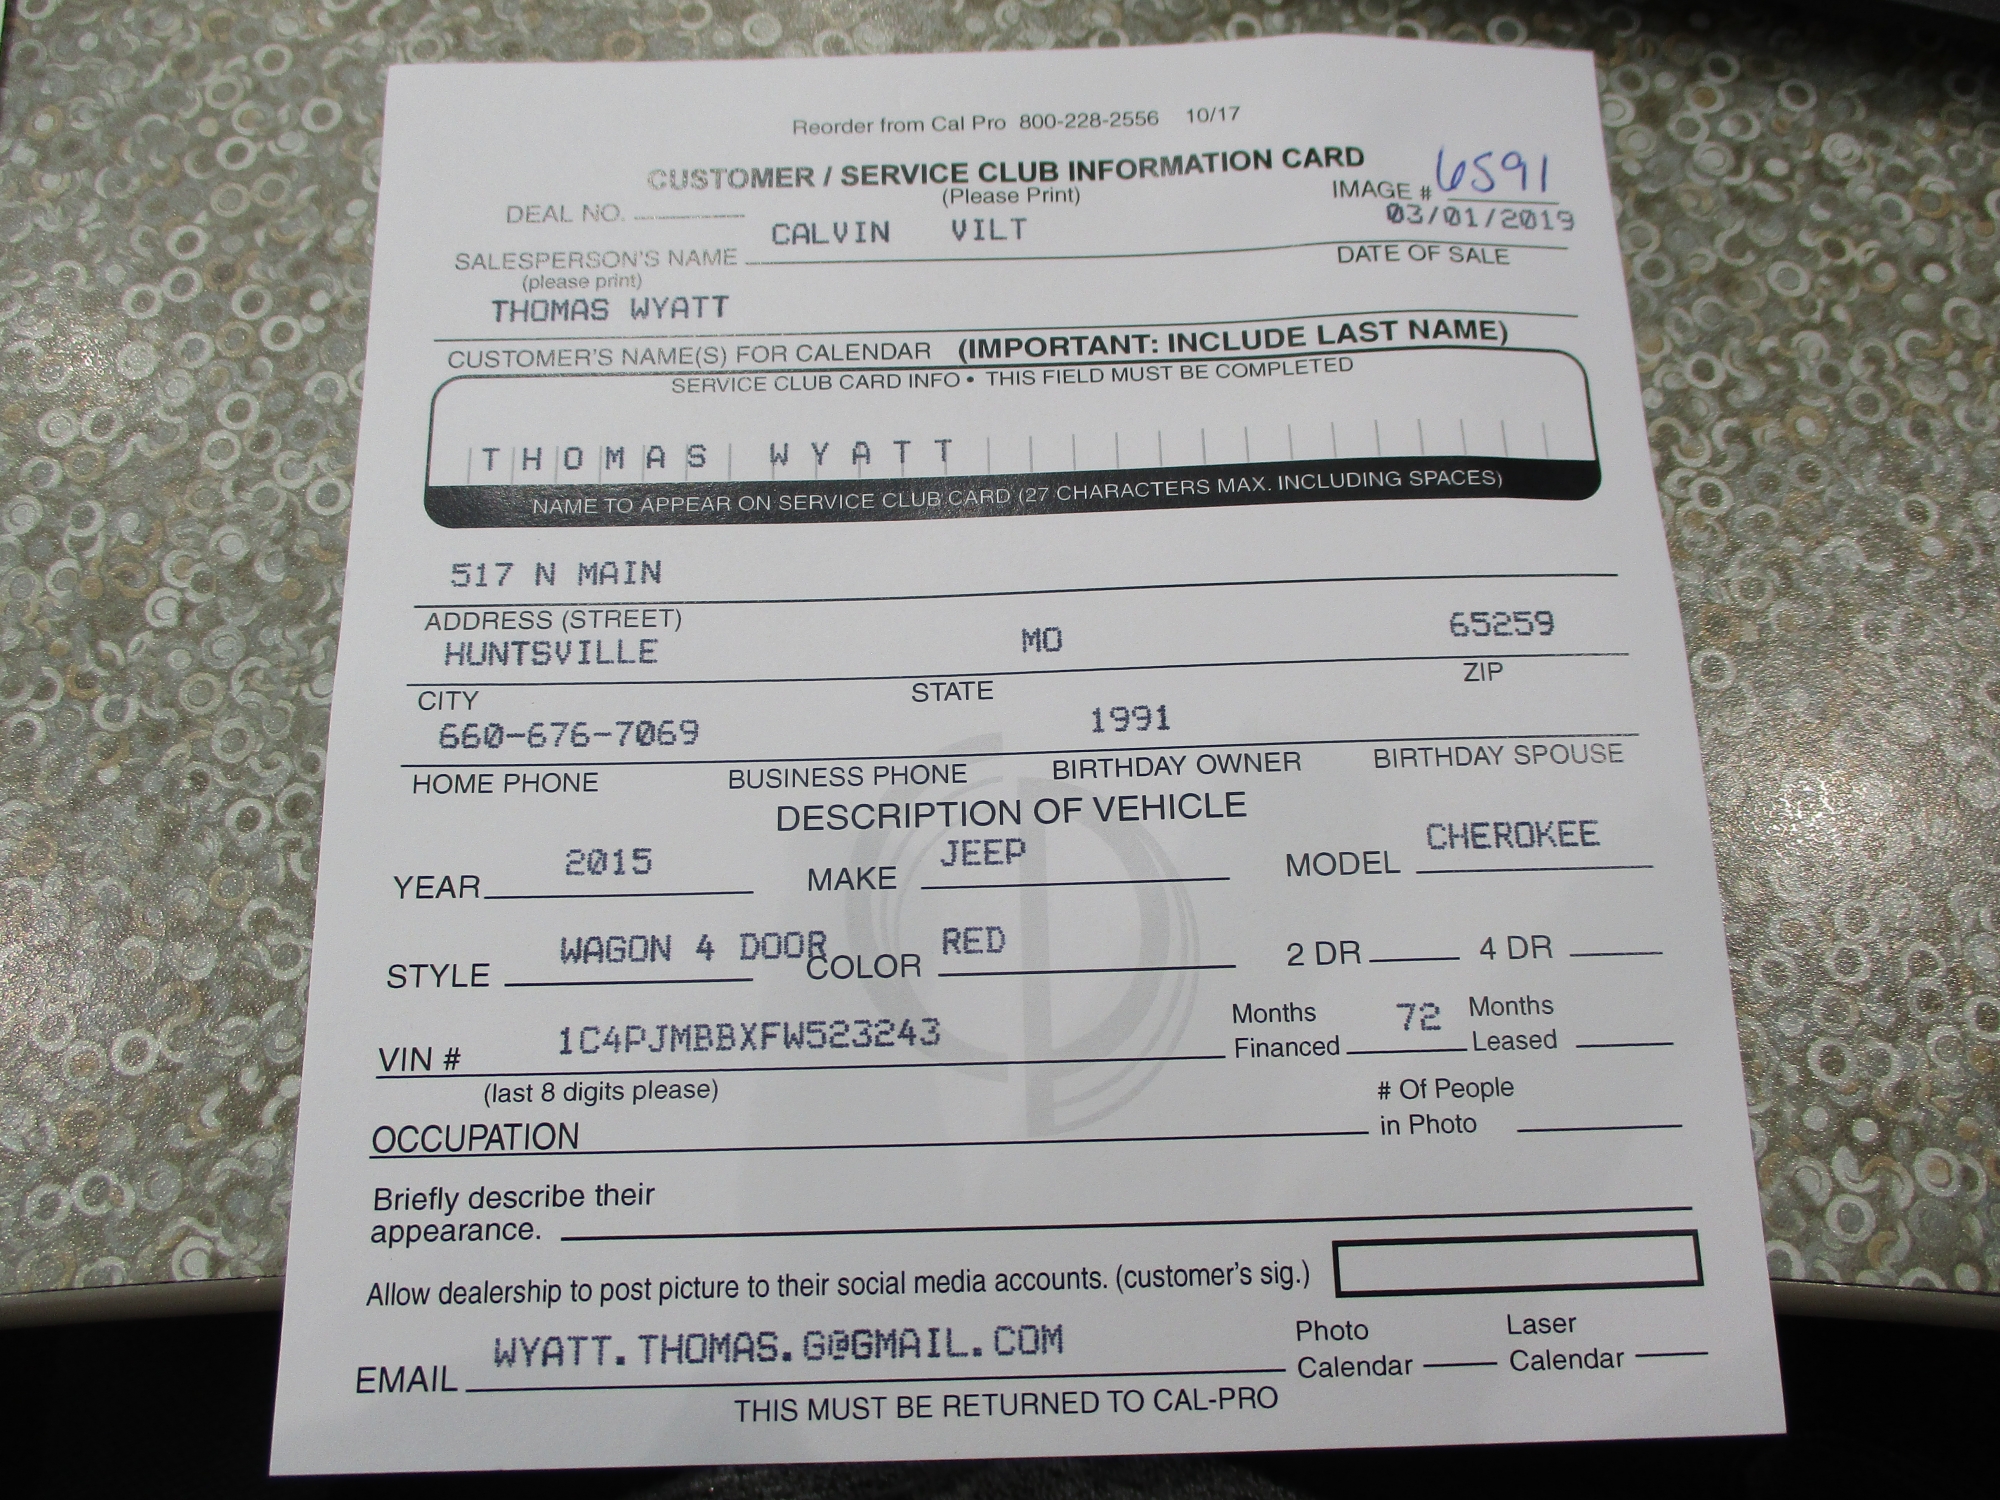 Reorder from Cal Pro 800-228-2556 10/17
CUSTOMER / SERVICE CLUB INFORMATION CARD
(Please Print)
IMAGE # 6591
DEAL NO.
03/01/2019
CALVIN VILT
SALESPERSON'S NAME
DATE OF SALE
(please print)
THOMAS WYATT
CUSTOMER'S NAME(S) FOR CALENDAR (IMPORTANT: INCLUDE LAST NAME)
SERVICE CLUB CARD INFO • THIS FIELD MUST BE COMPLETED
THOMAS WYATT
NAME TO APPEAR ON SERVICE CLUB CARD (27 CHARACTERS MAX. INCLUDING SPACES)
517 N MAIN
ADDRESS (STREET)
HUNTSVILLE MO 65259
CITY STATE ZIP
660-676-7069 1991
HOME PHONE BUSINESS PHONE BIRTHDAY OWNER BIRTHDAY SPOUSE
DESCRIPTION OF VEHICLE
YEAR 2015 MAKE JEEP MODEL CHEROKEE
STYLE WAGON 4 DOOR COLOR RED 2 DR 4 DR
VIN # 1C4PJMBBXFW523243 Months Financed 72 Months Leased
(last 8 digits please)
OCCUPATION # Of People in Photo
Briefly describe their
appearance.
Allow dealership to post picture to their social media accounts. (customer's sig.)
EMAIL WYATT.THOMAS.G@GMAIL.COM Photo Calendar Laser Calendar
THIS MUST BE RETURNED TO CAL-PRO